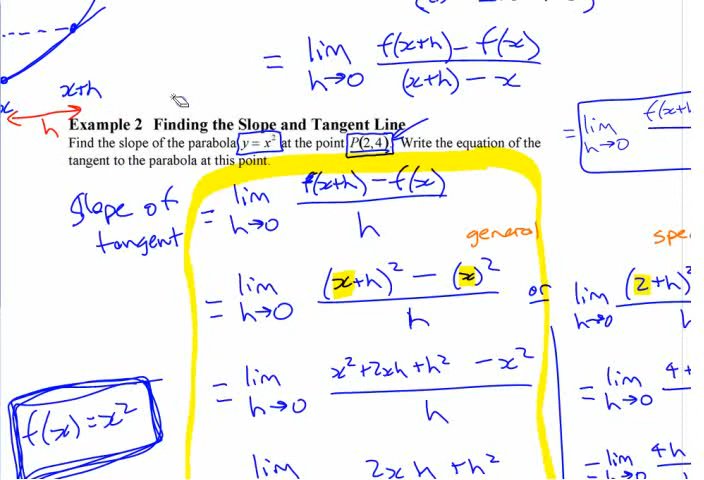 = lim h→0 f(x+h) - f(x) / (x+h) - x
x x+h
h
Example 2 Finding the Slope and Tangent Line
Find the slope of the parabola y = x² at the point P(2,4). Write the equation of the
tangent to the parabola at this point.
= lim h→0 f(x+h
Slope of tangent = lim h→0 f(x+h) - f(x) / h
general
spe
= lim h→0 (x+h)² - (x)² / h or lim h→0 (2+h)² / h
= lim h→0 x²+2xh+h² - x² / h
= lim h→0 4+
f(x)=x²
lim 2xh+h²
= lim h→0 4h